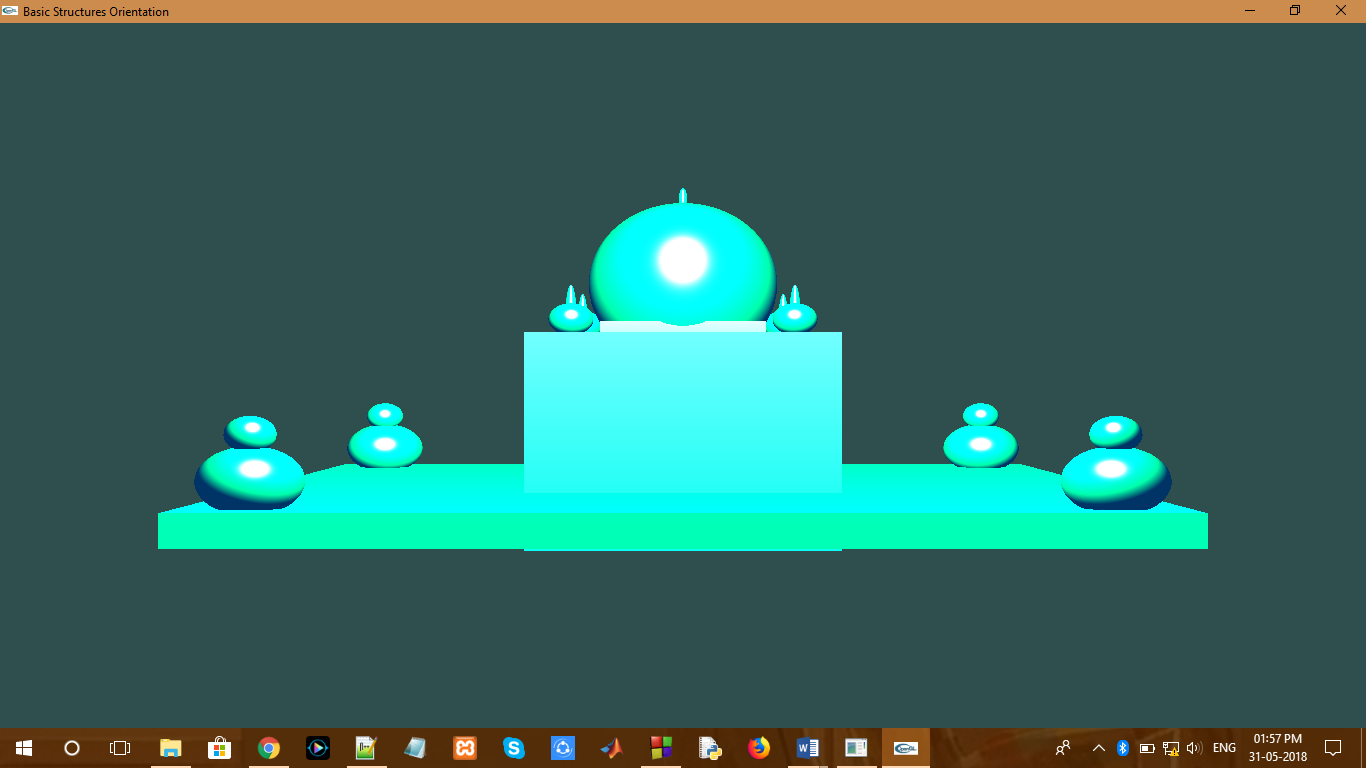 Basic Structures Orientation
ENG
01:57 PM
31-05-2018